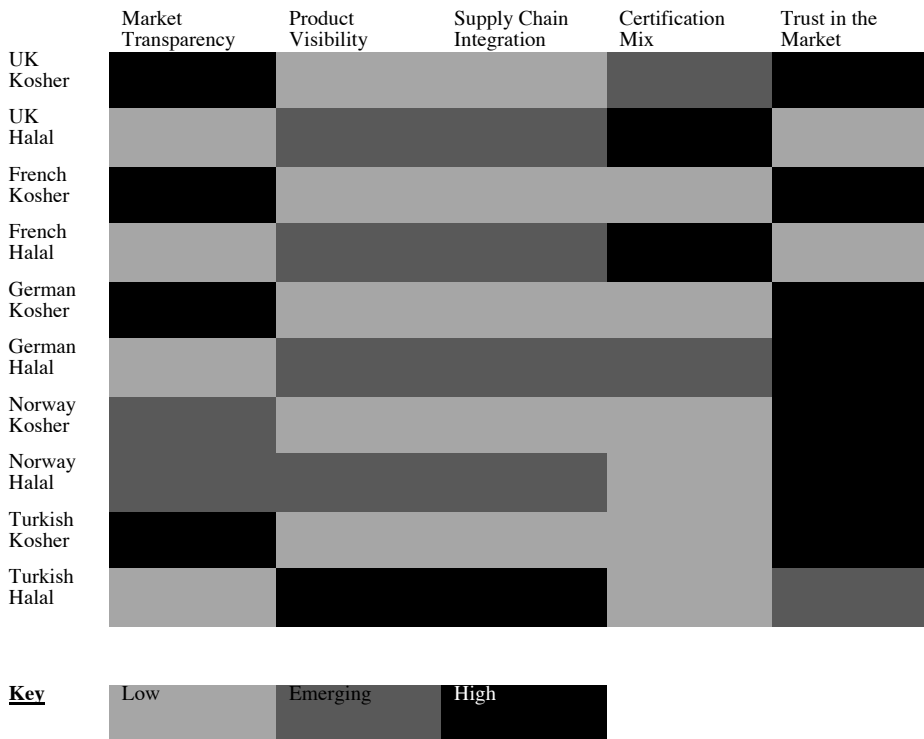 Market Product Supply Chain Certification Trust in the
Transparency Visibility Integration Mix Market
UK
Kosher
UK
Halal
French
Kosher
French
Halal
German
Kosher
German
Halal
Norway
Kosher
Norway
Halal
Turkish
Kosher
Turkish
Halal
Key Low Emerging High